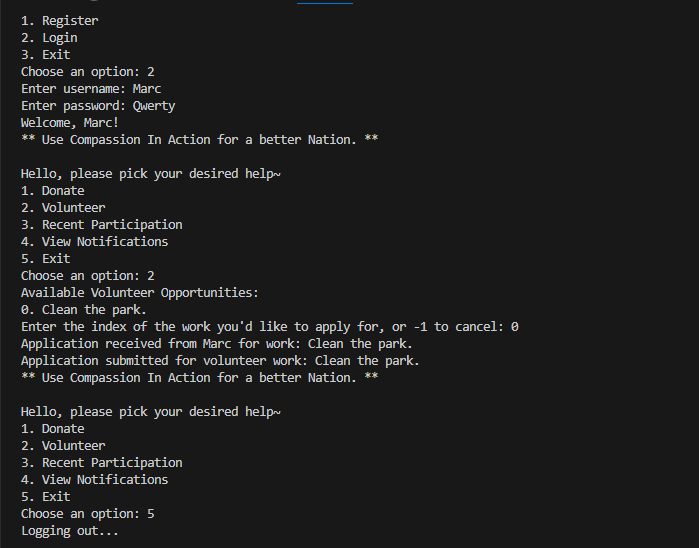 1. Register
2. Login
3. Exit
Choose an option: 2
Enter username: Marc
Enter password: Qwerty
Welcome, Marc!
** Use Compassion In Action for a better Nation. **
Hello, please pick your desired help~
1. Donate
2. Volunteer
3. Recent Participation
4. View Notifications
5. Exit
Choose an option: 2
Available Volunteer Opportunities:
0. Clean the park.
Enter the index of the work you'd like to apply for, or -1 to cancel: 0
Application received from Marc for work: Clean the park.
Application submitted for volunteer work: Clean the park.
** Use Compassion In Action for a better Nation. **
Hello, please pick your desired help~
1. Donate
2. Volunteer
3. Recent Participation
4. View Notifications
5. Exit
Choose an option: 5
Logging out...